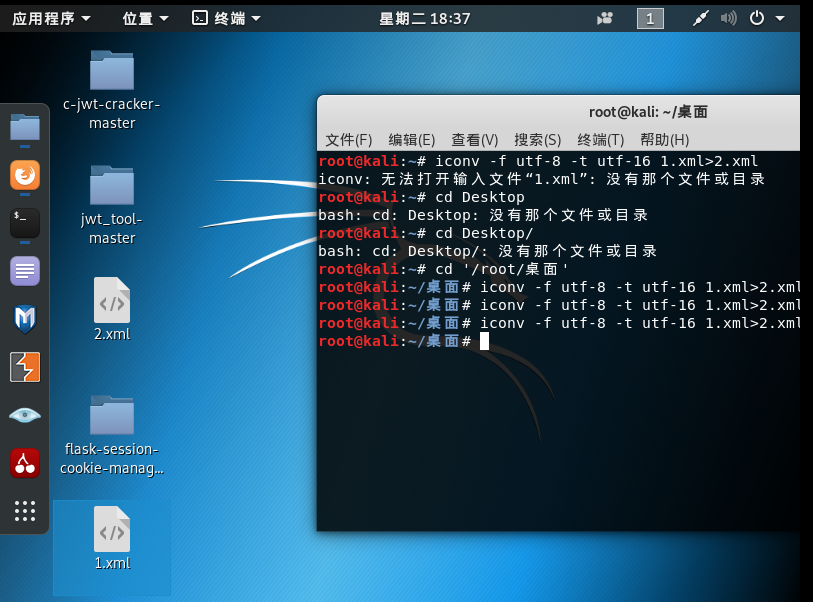 应用程序 位置 终端 星期二 18:37 1
c-jwt-cracker-
master
jwt_tool-
master
2.xml
flask-session-
cookie-manag...
1.xml
root@kali: ~/桌面
文件(F) 编辑(E) 查看(V) 搜索(S) 终端(T) 帮助(H)
root@kali:~# iconv -f utf-8 -t utf-16 1.xml>2.xml
iconv: 无法打开输入文件“1.xml”: 没有那个文件或目录
root@kali:~# cd Desktop
bash: cd: Desktop: 没有那个文件或目录
root@kali:~# cd Desktop/
bash: cd: Desktop/: 没有那个文件或目录
root@kali:~# cd '/root/桌面'
root@kali:~/桌面# iconv -f utf-8 -t utf-16 1.xml>2.xml
root@kali:~/桌面# iconv -f utf-8 -t utf-16 1.xml>2.xml
root@kali:~/桌面# iconv -f utf-8 -t utf-16 1.xml>2.xml
root@kali:~/桌面#